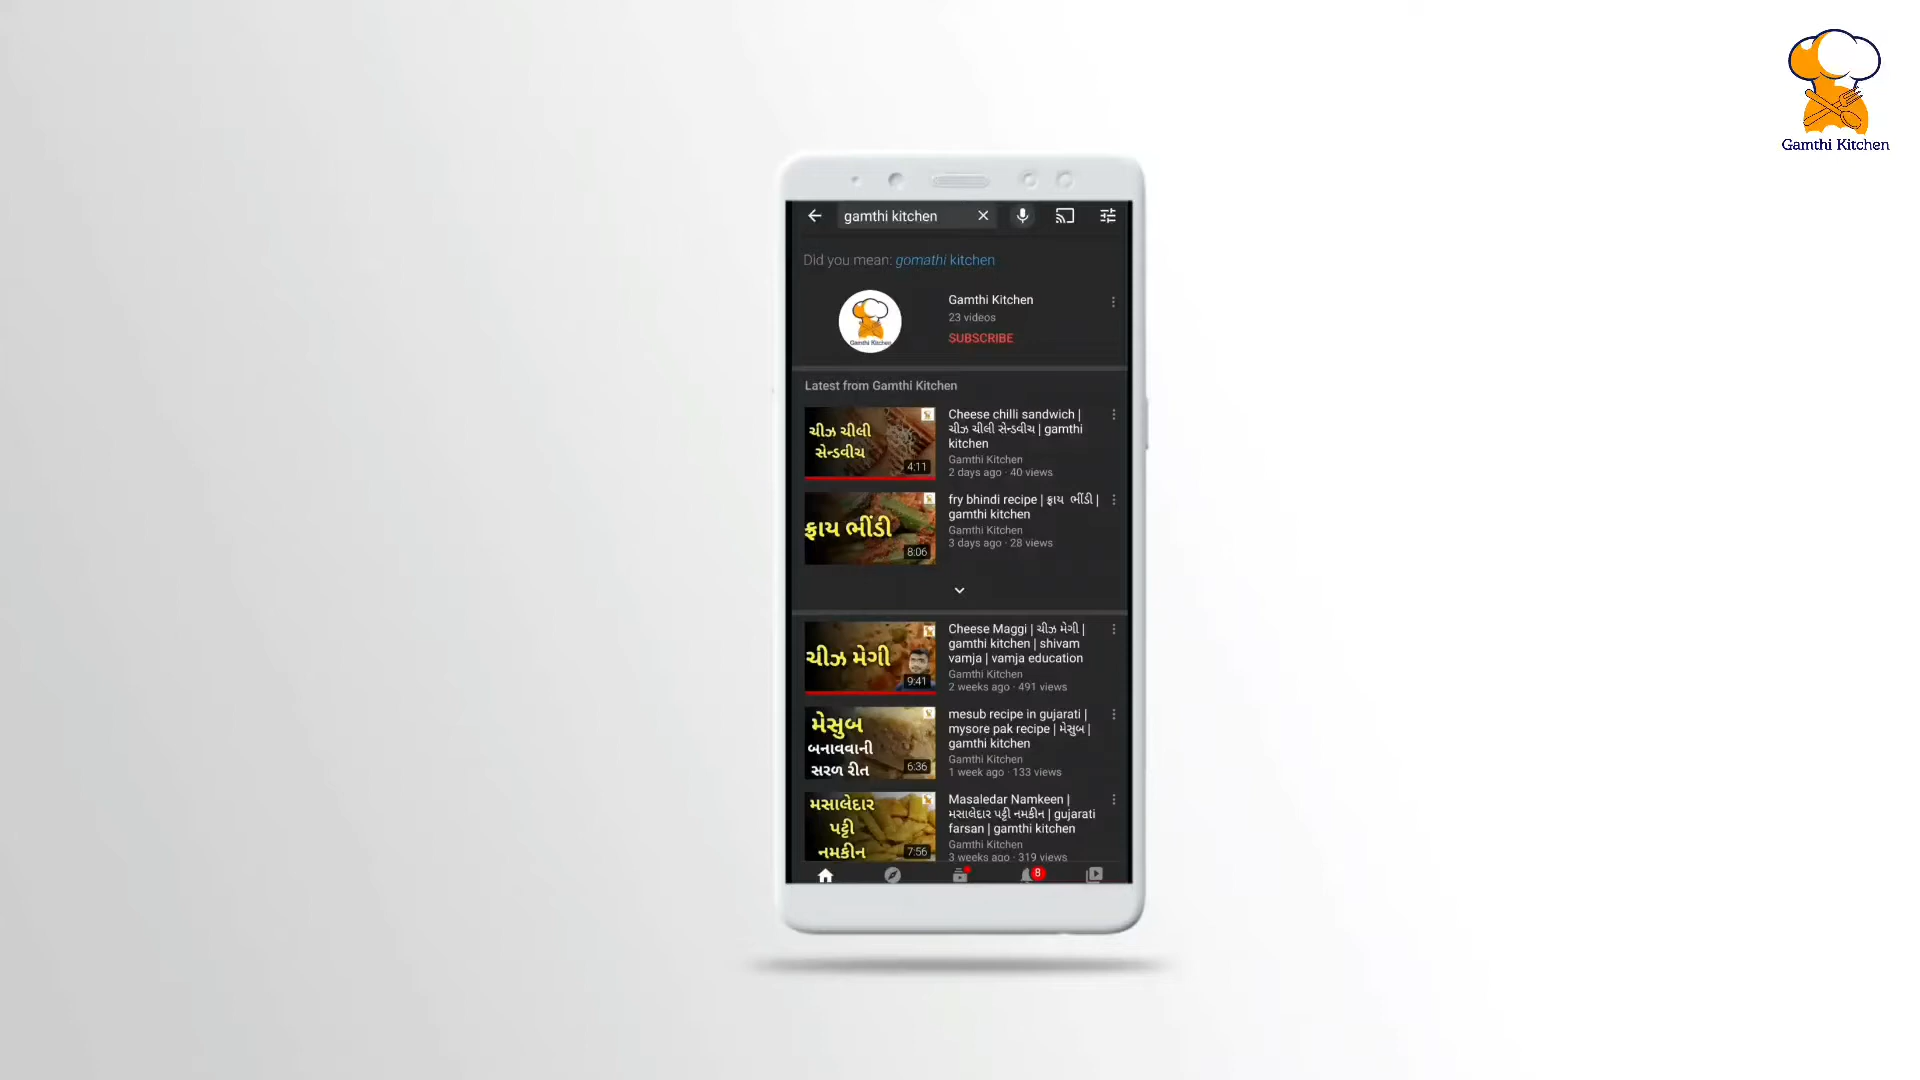 Gamthi Kitchen
gamthi kitchen
Did you mean: gomathi kitchen
Gamthi Kitchen
Gamthi Kitchen
23 videos
SUBSCRIBE
Latest from Gamthi Kitchen
ચીઝ ચીલી
સેન્ડવીચ
4:11
Cheese chilli sandwich |
ચીઝ ચીલી સેન્ડવીચ | gamthi
kitchen
Gamthi Kitchen
2 days ago · 40 views
ફ્રાય ભીંડી
8:06
fry bhindi recipe | ફ્રાય ભીંડી |
gamthi kitchen
Gamthi Kitchen
3 days ago · 28 views
ચીઝ મેગી
9:41
Cheese Maggi | ચીઝ મેગી |
gamthi kitchen | shivam
vamja | vamja education
Gamthi Kitchen
2 weeks ago · 491 views
મેસુબ
બનાવવાની
સરળ રીત
6:36
mesub recipe in gujarati |
mysore pak recipe | મેસુબ |
gamthi kitchen
Gamthi Kitchen
1 week ago · 133 views
મસાલેદાર
પટ્ટી
નમકીન
7:56
Masaledar Namkeen |
મસાલેદાર પટ્ટી નમકીન | gujarati
farsan | gamthi kitchen
Gamthi Kitchen
3 weeks ago · 319 views
8